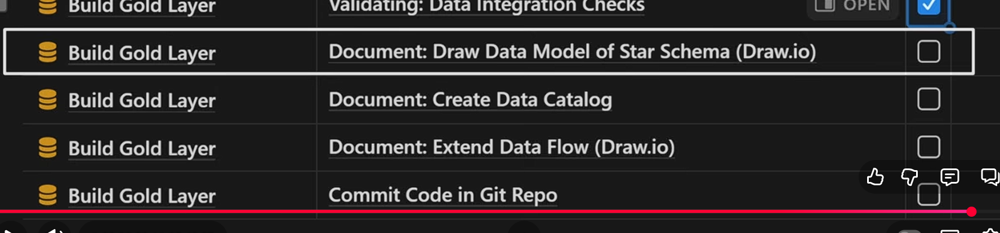 Build Gold Layer Validating: Data Integration Checks OPEN
Build Gold Layer Document: Draw Data Model of Star Schema (Draw.io)
Build Gold Layer Document: Create Data Catalog
Build Gold Layer Document: Extend Data Flow (Draw.io)
Build Gold Layer Commit Code in Git Repo